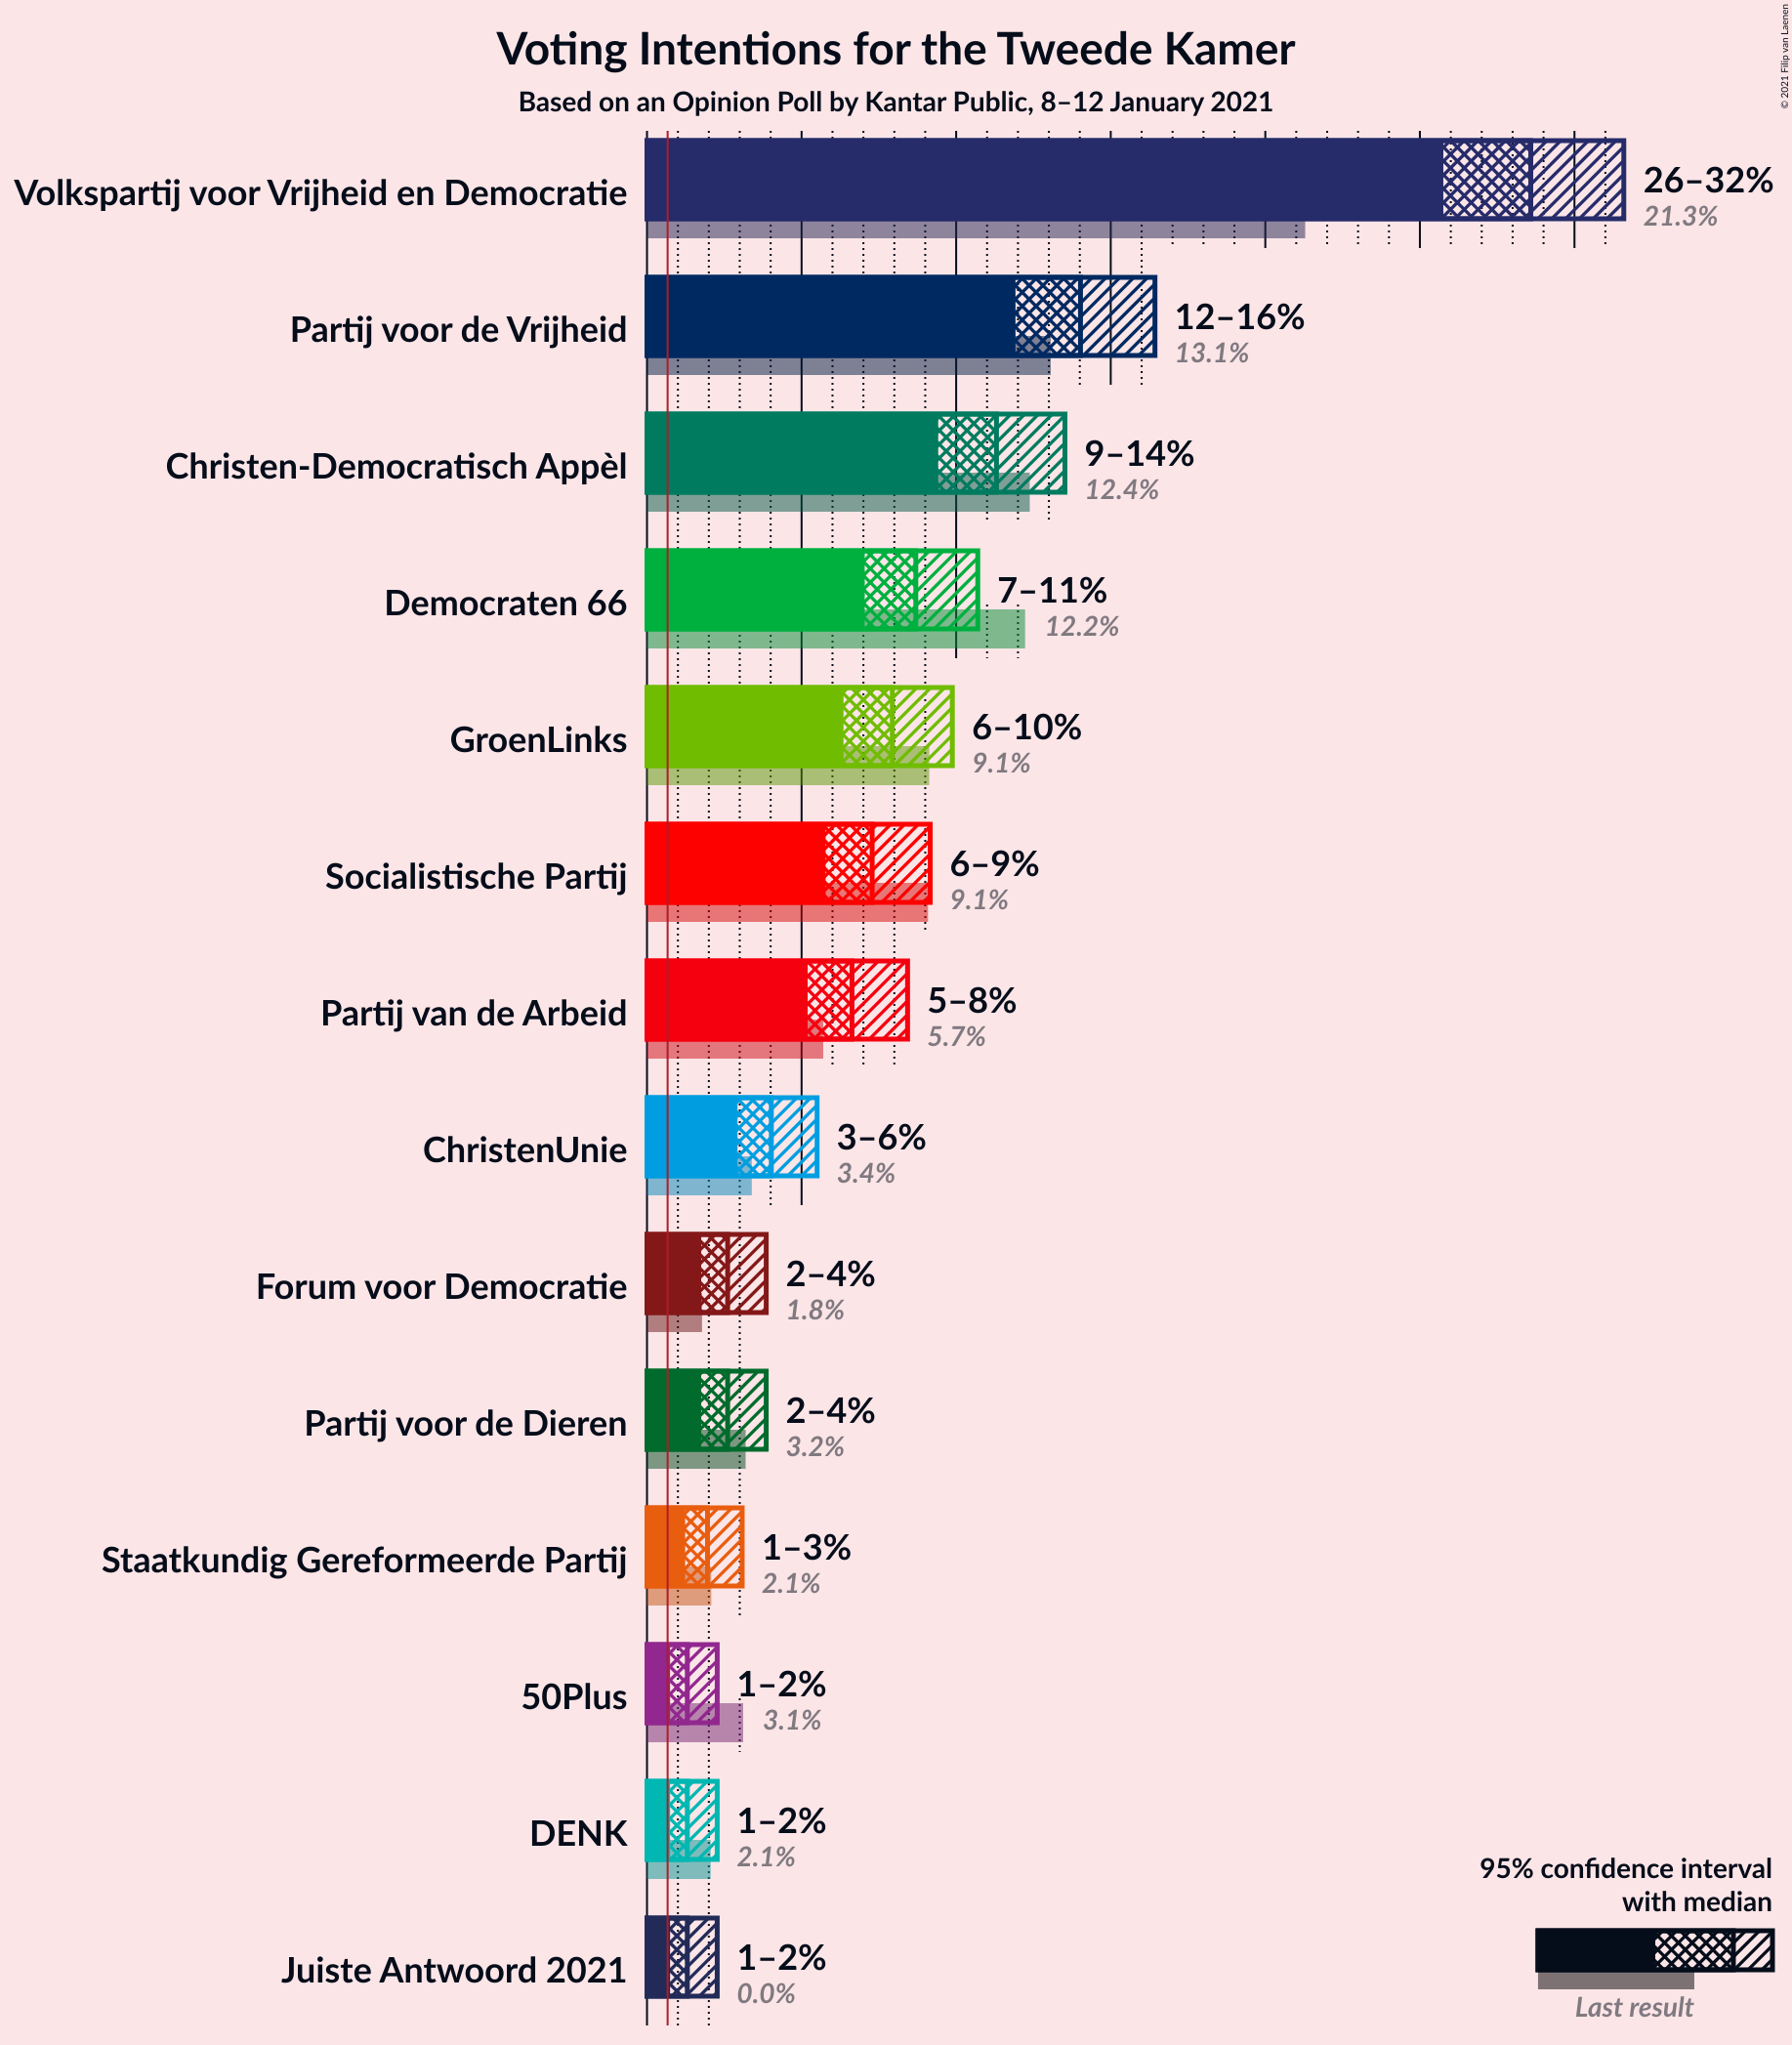 Voting Intentions for the Tweede Kamer
Based on an Opinion Poll by Kantar Public, 8–12 January 2021
© 2021 Filip van Laenen
Volkspartij voor Vrijheid en Democratie
26–32%
21.3%
Partij voor de Vrijheid
12–16%
13.1%
Christen-Democratisch Appèl
9–14%
12.4%
Democraten 66
7–11%
12.2%
GroenLinks
6–10%
9.1%
Socialistische Partij
6–9%
9.1%
Partij van de Arbeid
5–8%
5.7%
ChristenUnie
3–6%
3.4%
Forum voor Democratie
2–4%
1.8%
Partij voor de Dieren
2–4%
3.2%
Staatkundig Gereformeerde Partij
1–3%
2.1%
50Plus
1–2%
3.1%
DENK
1–2%
2.1%
Juiste Antwoord 2021
1–2%
0.0%
95% confidence interval
with median
Last result